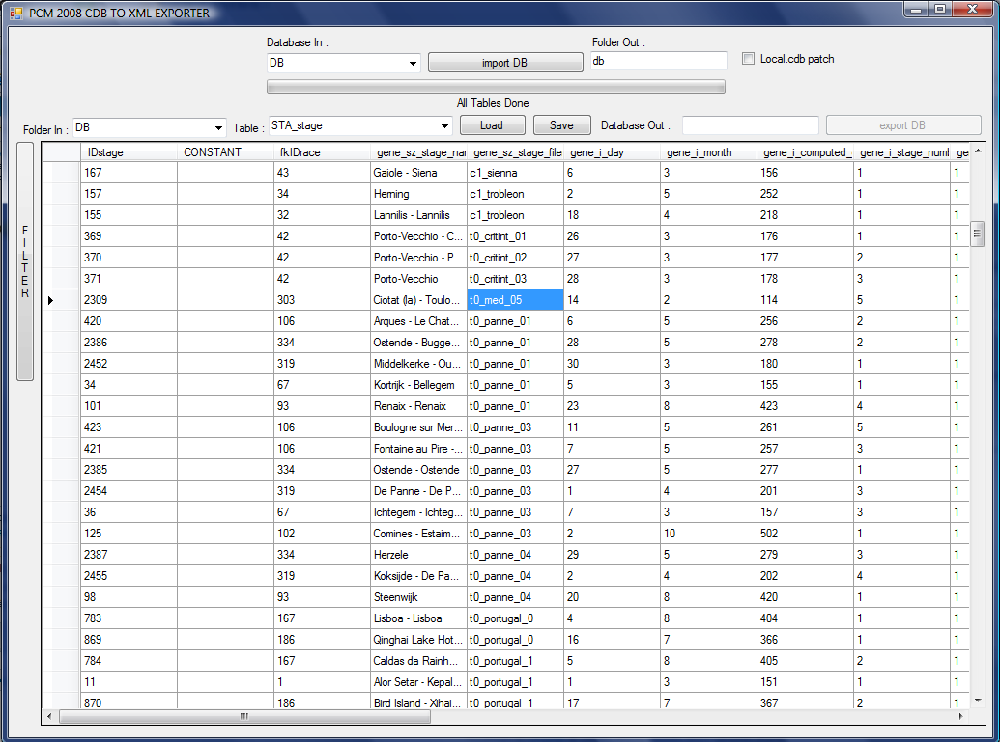 PCM 2008 CDB TO XML EXPORTER
Database In :
Folder Out :
DB
import DB
db
Local.cdb patch
All Tables Done
Folder In : DB Table : STA_stage Load Save Database Out : export DB
FILTER
IDstage CONSTANT fkIDrace gene_sz_stage_nar gene_sz_stage_file gene_i_day gene_i_month gene_i_computed_ gene_i_stage_numl ge
167 43 Gaiole - Siena c1_sienna 6 3 156 1 1
157 34 Herning c1_trobleon 2 5 252 1 1
155 32 Lannilis - Lannilis c1_trobleon 18 4 218 1 1
369 42 Porto-Vecchio - C... t0_critint_01 26 3 176 1 1
370 42 Porto-Vecchio - P... t0_critint_02 27 3 177 2 1
371 42 Porto-Vecchio t0_critint_03 28 3 178 3 1
2309 303 Ciotat (la) - Toulo... t0_med_05 14 2 114 5 1
420 106 Arques - Le Chat... t0_panne_01 6 5 256 2 1
2386 334 Ostende - Bugge... t0_panne_01 28 5 278 2 1
2452 319 Middelkerke - Ou... t0_panne_01 30 3 180 1 1
34 67 Kortrijk - Bellegem t0_panne_01 5 3 155 1 1
101 93 Renaix - Renaix t0_panne_01 23 8 423 4 1
423 106 Boulogne sur Mer... t0_panne_03 11 5 261 5 1
421 106 Fontaine au Pire -... t0_panne_03 7 5 257 3 1
2385 334 Ostende - Ostende t0_panne_03 27 5 277 1 1
2454 319 De Panne - De P... t0_panne_03 1 4 201 3 1
36 67 Ichtegem - Ichteg... t0_panne_03 7 3 157 3 1
125 102 Comines - Estaim... t0_panne_03 2 10 502 1 1
2387 334 Herzele t0_panne_04 29 5 279 3 1
2455 319 Koksijde - De Pa... t0_panne_04 2 4 202 4 1
98 93 Steenwijk t0_panne_04 20 8 420 1 1
783 167 Lisboa - Lisboa t0_portugal_0 4 8 404 1 1
869 186 Qinghai Lake Hot... t0_portugal_0 16 7 366 1 1
784 167 Caldas da Rainh... t0_portugal_1 5 8 405 2 1
11 1 Alor Setar - Kepal... t0_portugal_1 1 3 151 1 1
870 186 Bird Island - Xihai... t0_portugal_1 17 7 367 2 1